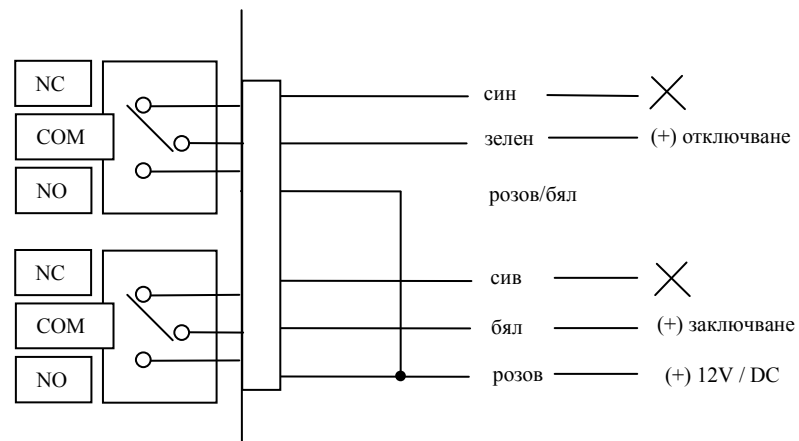 NC
син
COM
зелен
(+) отключване
NO
розов/бял
NC
сив
COM
бял
(+) заключване
NO
розов
(+) 12V / DC